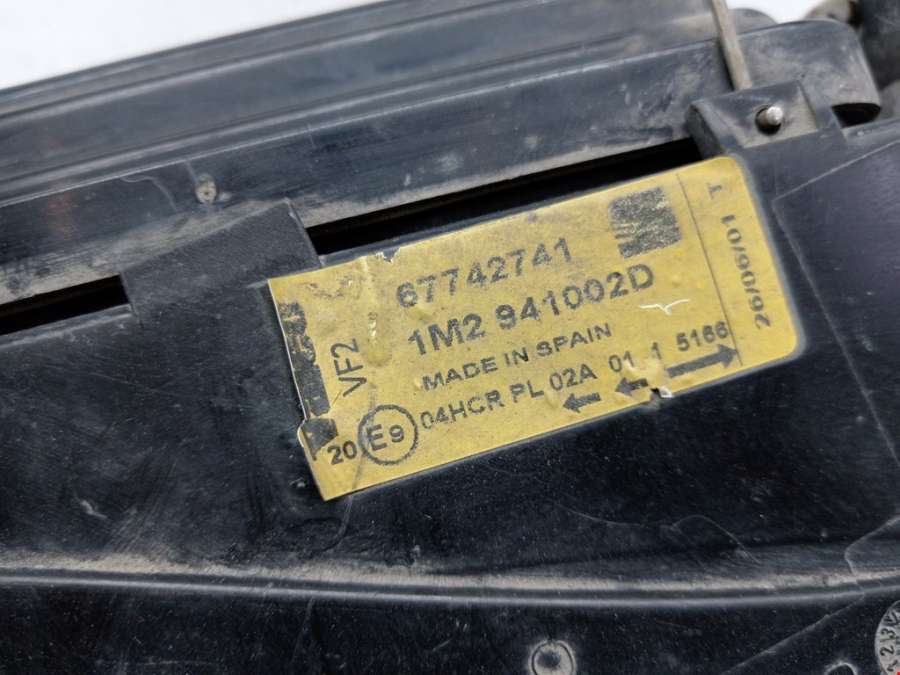 67742741
1M2 941002D
MADE IN SPAIN
VF2
20 E9 04HCR PL 02A 01 1 5166
26/06/01 T